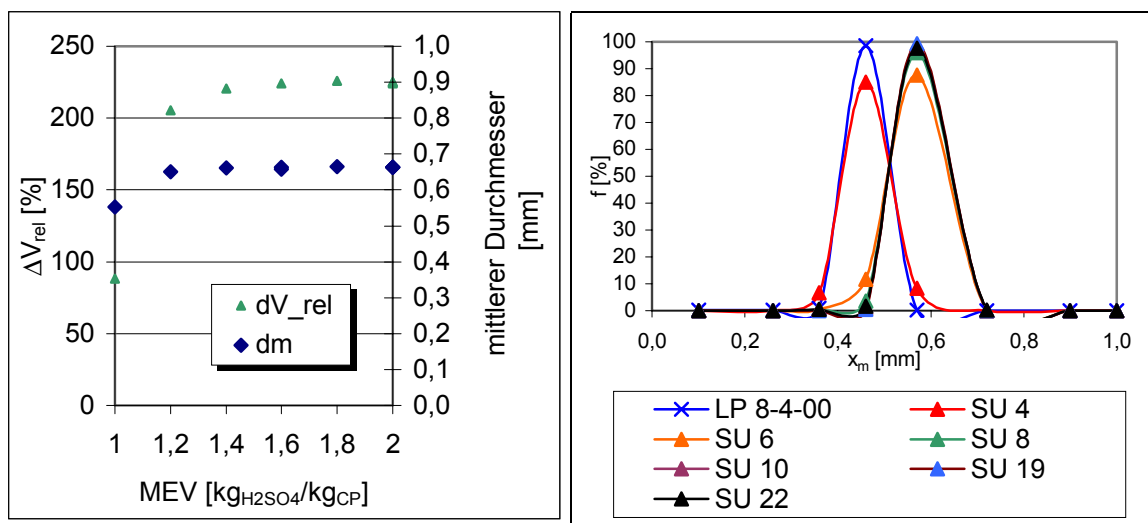 250
200
150
100
50
0
ΔVrel [%]
1,0
0,9
0,8
0,7
0,6
0,5
0,4
0,3
0,2
0,1
0,0
mittlerer Durchmesser
[mm]
dV_rel
dm
1 1,2 1,4 1,6 1,8 2
MEV [kgH2SO4/kgCP]
100
90
80
70
60
50
40
30
20
10
0
f [%]
0,0 0,2 0,4 0,6 0,8 1,0
xm [mm]
LP 8-4-00 SU 4
SU 6 SU 8
SU 10 SU 19
SU 22